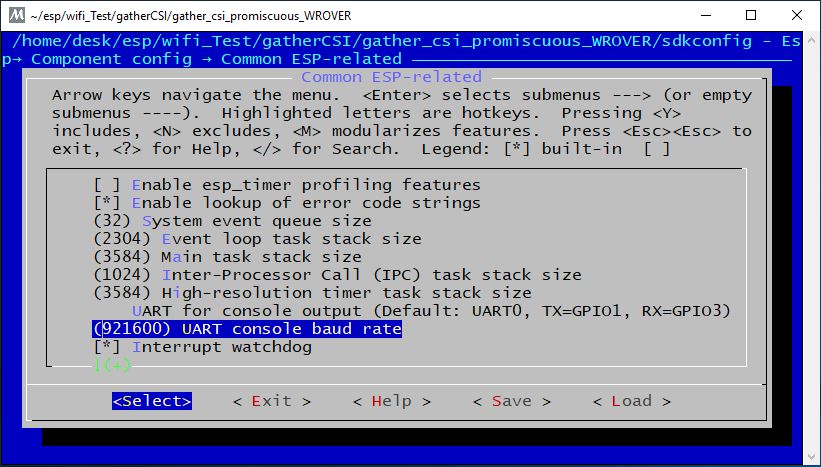 M ~/esp/wifi_Test/gatherCSI/gather_csi_promiscuous_WROVER
/home/desk/esp/wifi_Test/gatherCSI/gather_csi_promiscuous_WROVER/sdkconfig - Es
p→ Component config → Common ESP-related
Common ESP-related
Arrow keys navigate the menu.  <Enter> selects submenus ---> (or empty
submenus ----).  Highlighted letters are hotkeys.  Pressing <Y>
includes, <N> excludes, <M> modularizes features.  Press <Esc><Esc> to
exit, <?> for Help, </> for Search.  Legend: [*] built-in  [ ]
[ ] Enable esp_timer profiling features
[*] Enable lookup of error code strings
(32) System event queue size
(2304) Event loop task stack size
(3584) Main task stack size
(1024) Inter-Processor Call (IPC) task stack size
(3584) High-resolution timer task stack size
UART for console output (Default: UART0, TX=GPIO1, RX=GPIO3)
(921600) UART console baud rate
[*] Interrupt watchdog
↓(+)
<Select>    < Exit >    < Help >    < Save >    < Load >